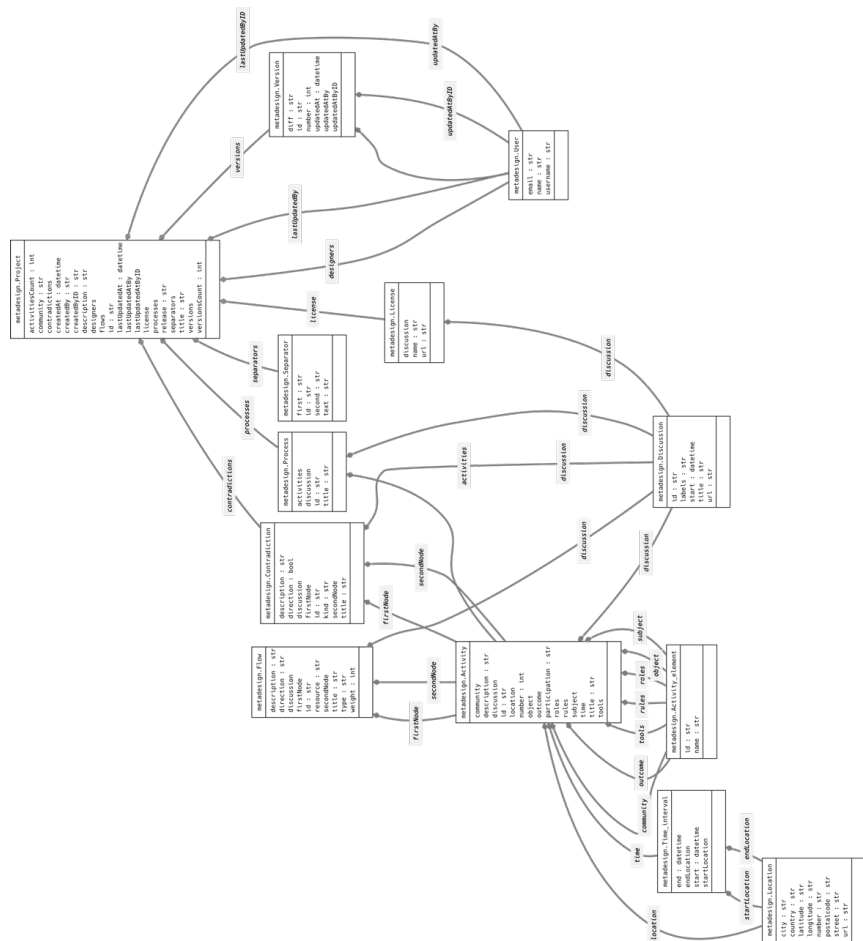 metadesign.Project
activitiesCount : int
community : str
contradictions
createdAt : datetime
createdBy : str
createdByID : str
description : str
designers
flows
id : str
lastUpdatedAt : datetime
lastUpdatedBy
lastUpdatedByID
license
processes
release : str
separators
title : str
versions
versionsCount : int
lastUpdatedByID
versions
lastUpdatedBy
designers
license
separators
processes
contradictions
metadesign.Version
diff : str
id : str
number : int
updatedAt : datetime
updatedAtBy
updatedAtByID
updatedAtBy
updatedAtByID
metadesign.User
email : str
name : str
username : str
metadesign.License
discussion
name : str
url : str
metadesign.Separator
first : str
id : str
second : str
text : str
metadesign.Process
activities
discussion
id : str
title : str
metadesign.Contradiction
description : str
direction : bool
discussion
firstNode
id : str
kind : str
secondNode
title : str
metadesign.Flow
description : str
direction : str
discussion
firstNode
id : str
resource : str
secondNode
title : str
type : str
weight : int
activities
secondNode
firstNode
secondNode
firstNode
discussion
discussion
discussion
discussion
discussion
metadesign.Discussion
id : str
labels : str
start : datetime
title : str
url : str
metadesign.Activity
community
description : str
discussion
id : str
location
number : int
object
outcome
participation : str
roles
rules
subject
time
title : str
tools
subject
object
roles
rules
tools
outcome
community
time
location
metadesign.Activity_element
id : str
name : str
metadesign.Time_interval
end : datetime
endLocation
start : datetime
startLocation
endLocation
startLocation
metadesign.Location
city : str
country : str
latitude : str
longitude : str
number : str
postalcode : str
street : str
url : str